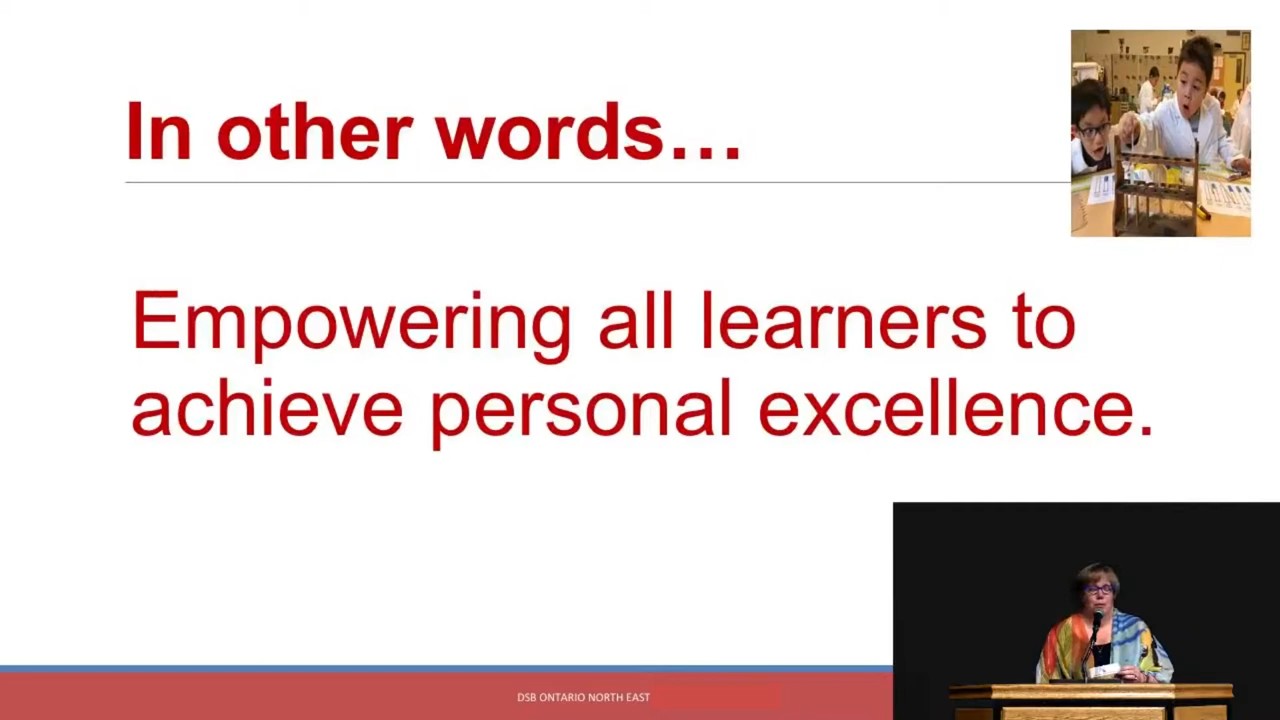 In other words…
Empowering all learners to
achieve personal excellence.
DSB ONTARIO NORTH EAST